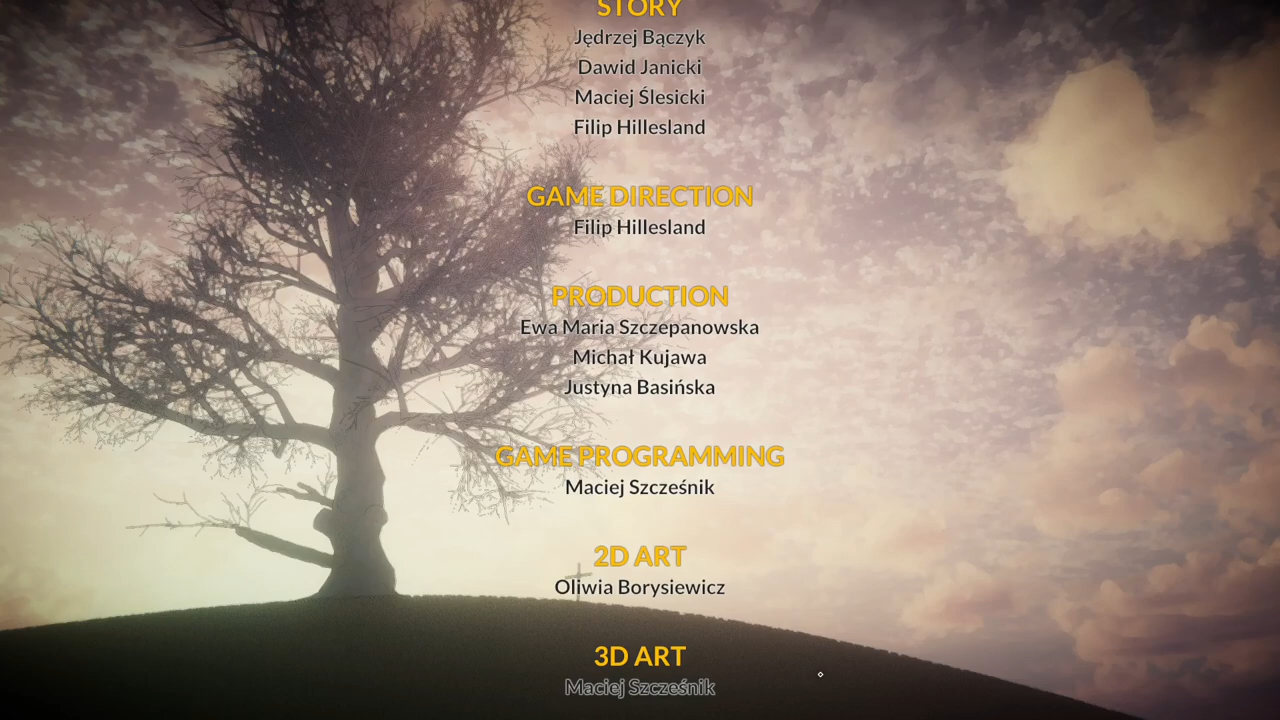 STORY
Jędrzej Bączyk
Dawid Janicki
Maciej Ślesicki
Filip Hillesland
GAME DIRECTION
Filip Hillesland
PRODUCTION
Ewa Maria Szczepanowska
Michał Kujawa
Justyna Basińska
GAME PROGRAMMING
Maciej Szcześnik
2D ART
Oliwia Borysiewicz
3D ART
Maciej Szcześnik